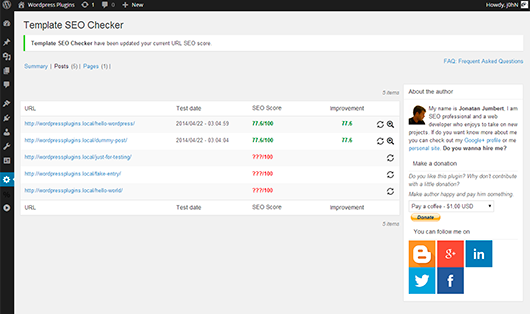 Wordpress Plugins
1
0
New
Howdy, j0hN
Template SEO Checker
Template SEO Checker have been updated your current URL SEO score.
Summary | Posts (5) | Pages (1) |
FAQ: Frequent Asked Questions
5 items
URL Test date SEO Score Improvement
http://wordpressplugins.local/hello-wordpress/ 2014/04/22 - 03:04:59 77,6/100 77,6
http://wordpressplugins.local/dummy-post/ 2014/04/22 - 03:04:04 77,6/100 77,6
http://wordpressplugins.local/just-for-testing/ ???/100
http://wordpressplugins.local/fake-entry/ ???/100
http://wordpressplugins.local/hello-world/ ???/100
URL Test date SEO Score Improvement
5 items
About the author
My name is Jonatan Jumbert, I am
SEO professional and a web
developer who enjoys to take on new
projects. If do you want know more about me
you can check out my Google+ profile or me
personal site. Do you wanna hire me?
Make a donation
Do you like this plugin? Why don't contribute
with a little donation?
Make author happy and pay him something.
Pay a coffee - $1.00 USD
Donate
You can follow me on
g+
in
f